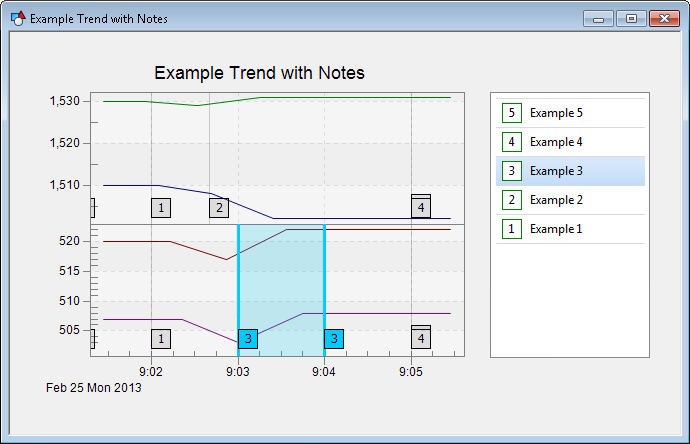 Example Trend with Notes
Example Trend with Notes
1,530
1,520
1,510
1 2 4
520
515
510
505
1 3 3 4
9:02 9:03 9:04 9:05
Feb 25 Mon 2013
5 Example 5
4 Example 4
3 Example 3
2 Example 2
1 Example 1